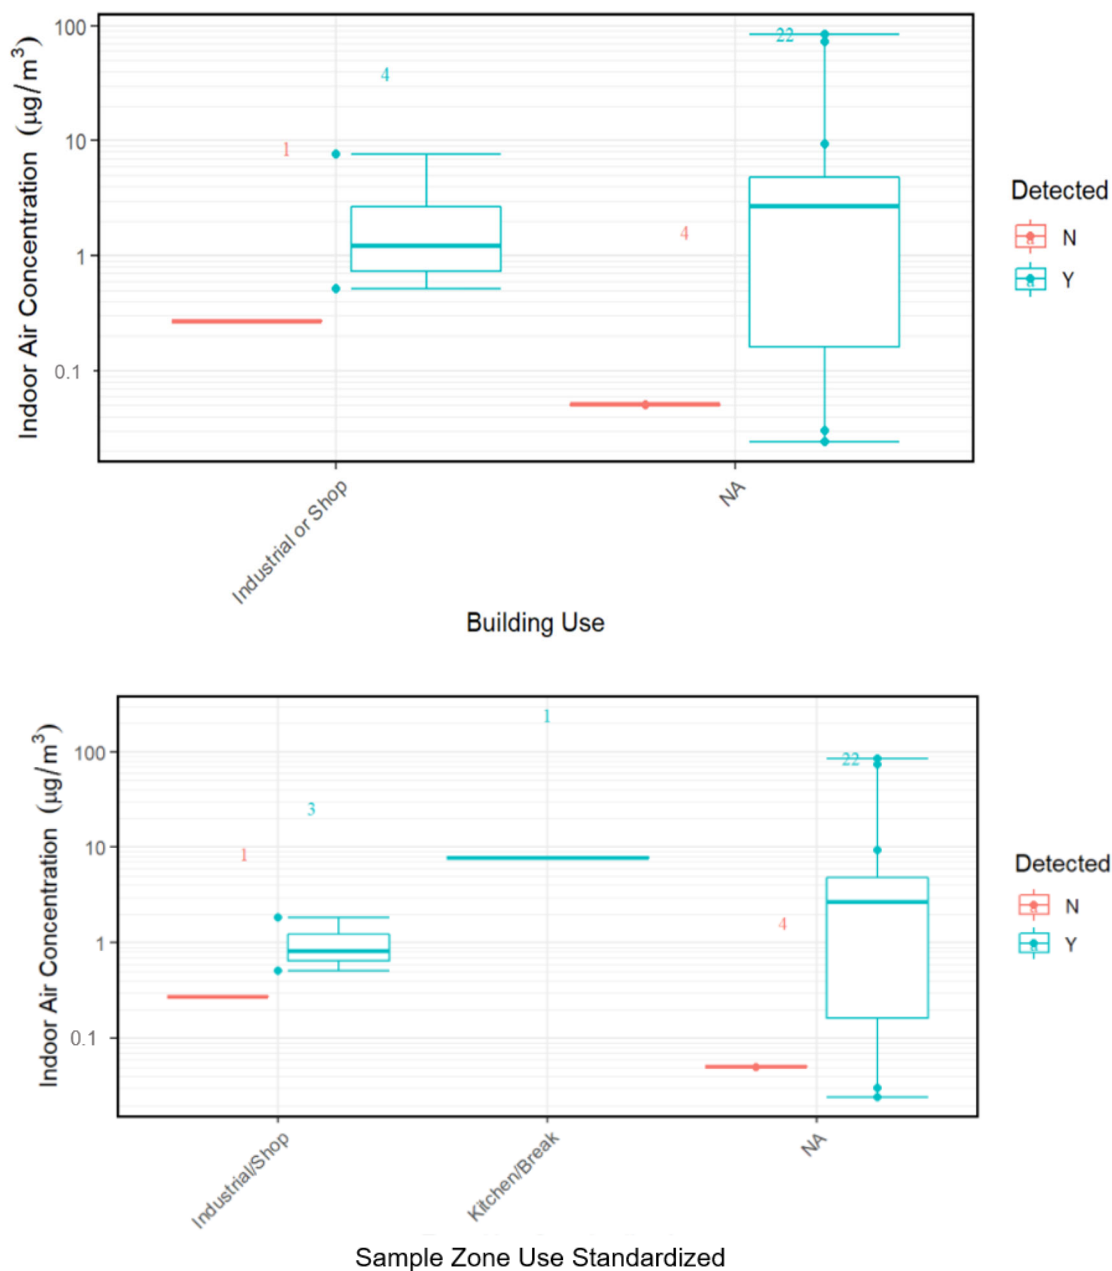 100
10
1
0.1
Indoor Air Concentration (µg/m³)
1
4
4
22
Industrial or Shop
NA
Building Use
Detected
a N
a Y
100
10
1
0.1
Indoor Air Concentration (µg/m³)
1
3
1
4
22
Industrial/Shop
Kitchen/Break
NA
Sample Zone Use Standardized
Detected
a N
a Y